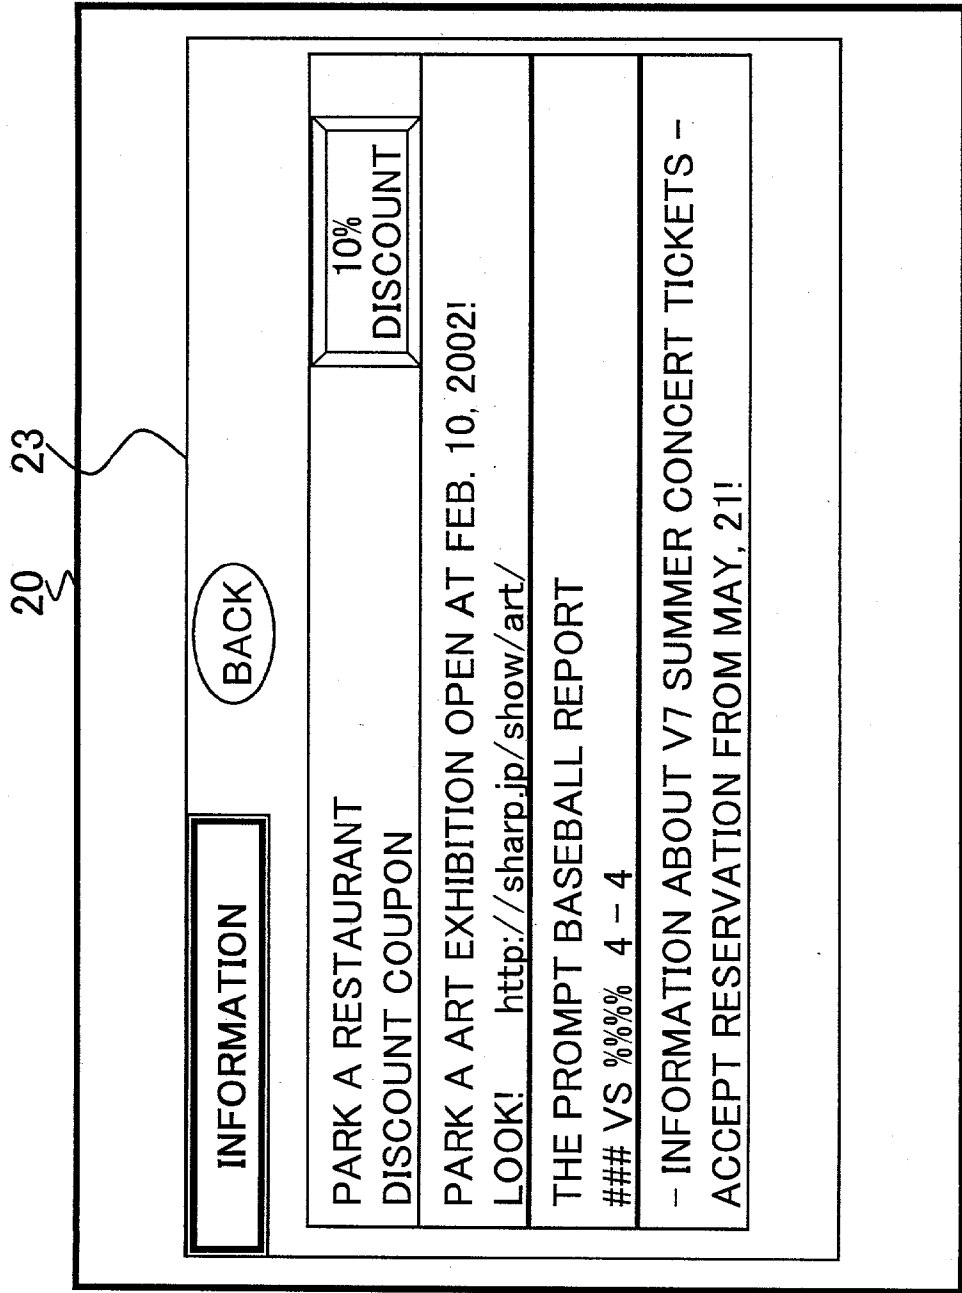 20
23
INFORMATION
BACK
PARK A RESTAURANT
DISCOUNT COUPON
10%
DISCOUNT
PARK A ART EXHIBITION OPEN AT FEB. 10, 2002!
LOOK! http://sharp.jp/show/art/
THE PROMPT BASEBALL REPORT
### VS %%%% 4 – 4
– INFORMATION ABOUT V7 SUMMER CONCERT TICKETS –
ACCEPT RESERVATION FROM MAY, 21!